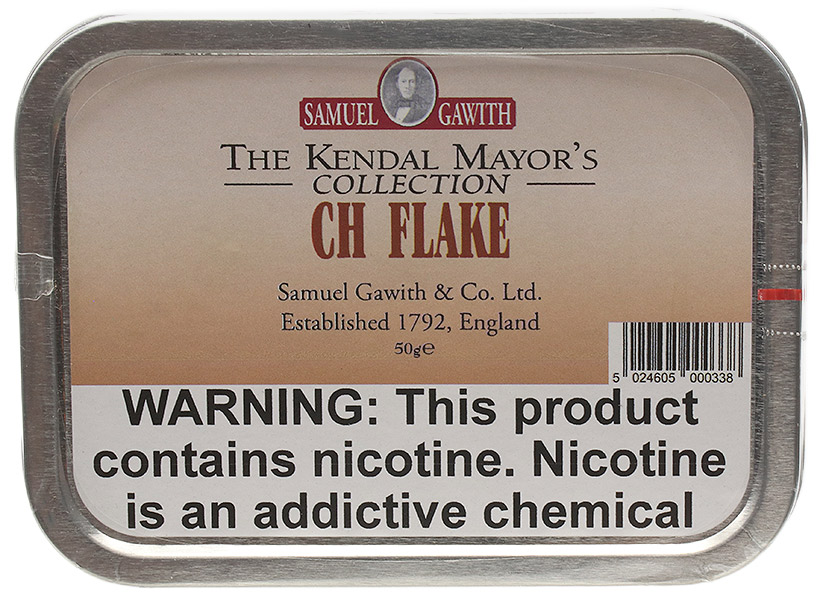 SAMUEL GAWITH
THE KENDAL MAYOR'S
COLLECTION
CH FLAKE
Samuel Gawith & Co. Ltd.
Established 1792, England
50g℮
5 024605 000338
WARNING: This product
contains nicotine. Nicotine
is an addictive chemical